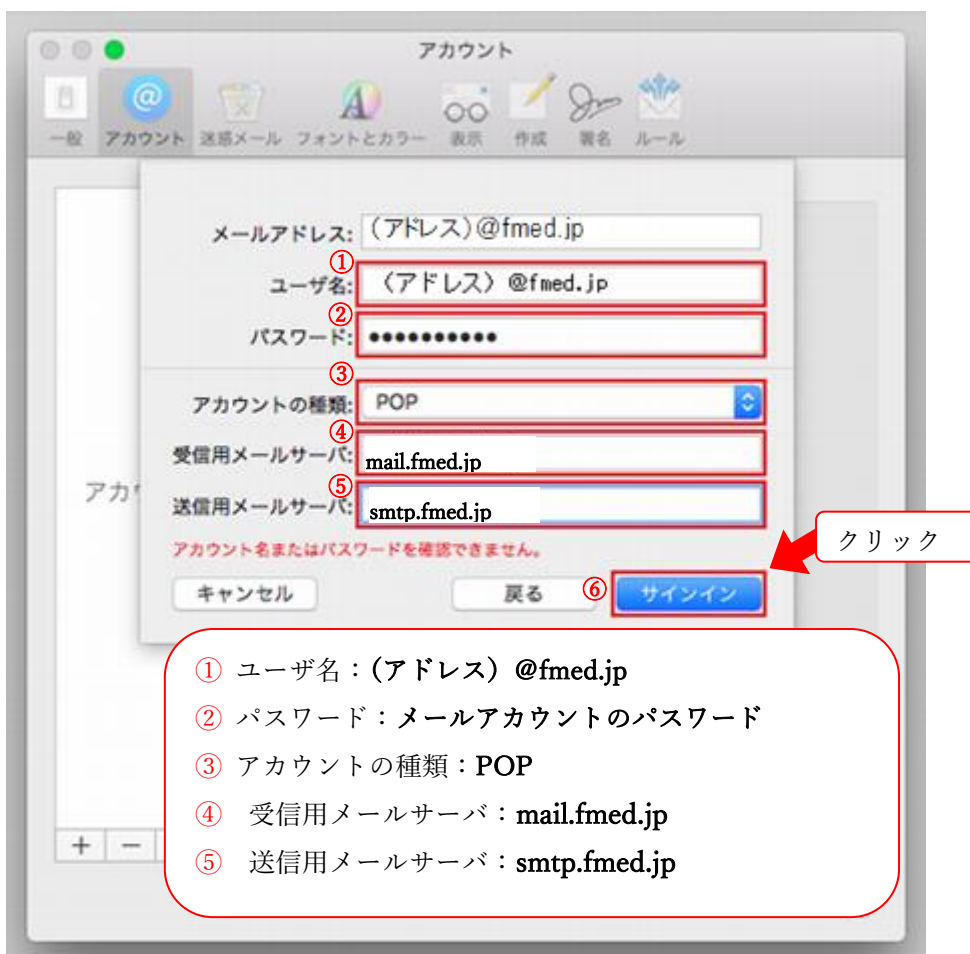 アカウント
一般 アカウント 迷惑メール フォントとカラー 表示 作成 署名 ルール
メールアドレス: (アドレス)@fmed.jp
①
ユーザ名: （アドレス）@fmed.jp
②
パスワード: ●●●●●●●●●●
③
アカウントの種類: POP
④
受信用メールサーバ: mail.fmed.jp
アカウ
⑤
送信用メールサーバ: smtp.fmed.jp
クリック
アカウント名またはパスワードを確認できません。
キャンセル 戻る ⑥ サインイン
① ユーザ名：（アドレス）@fmed.jp
② パスワード：メールアカウントのパスワード
③ アカウントの種類：POP
④ 受信用メールサーバ：mail.fmed.jp
⑤ 送信用メールサーバ：smtp.fmed.jp
+ −